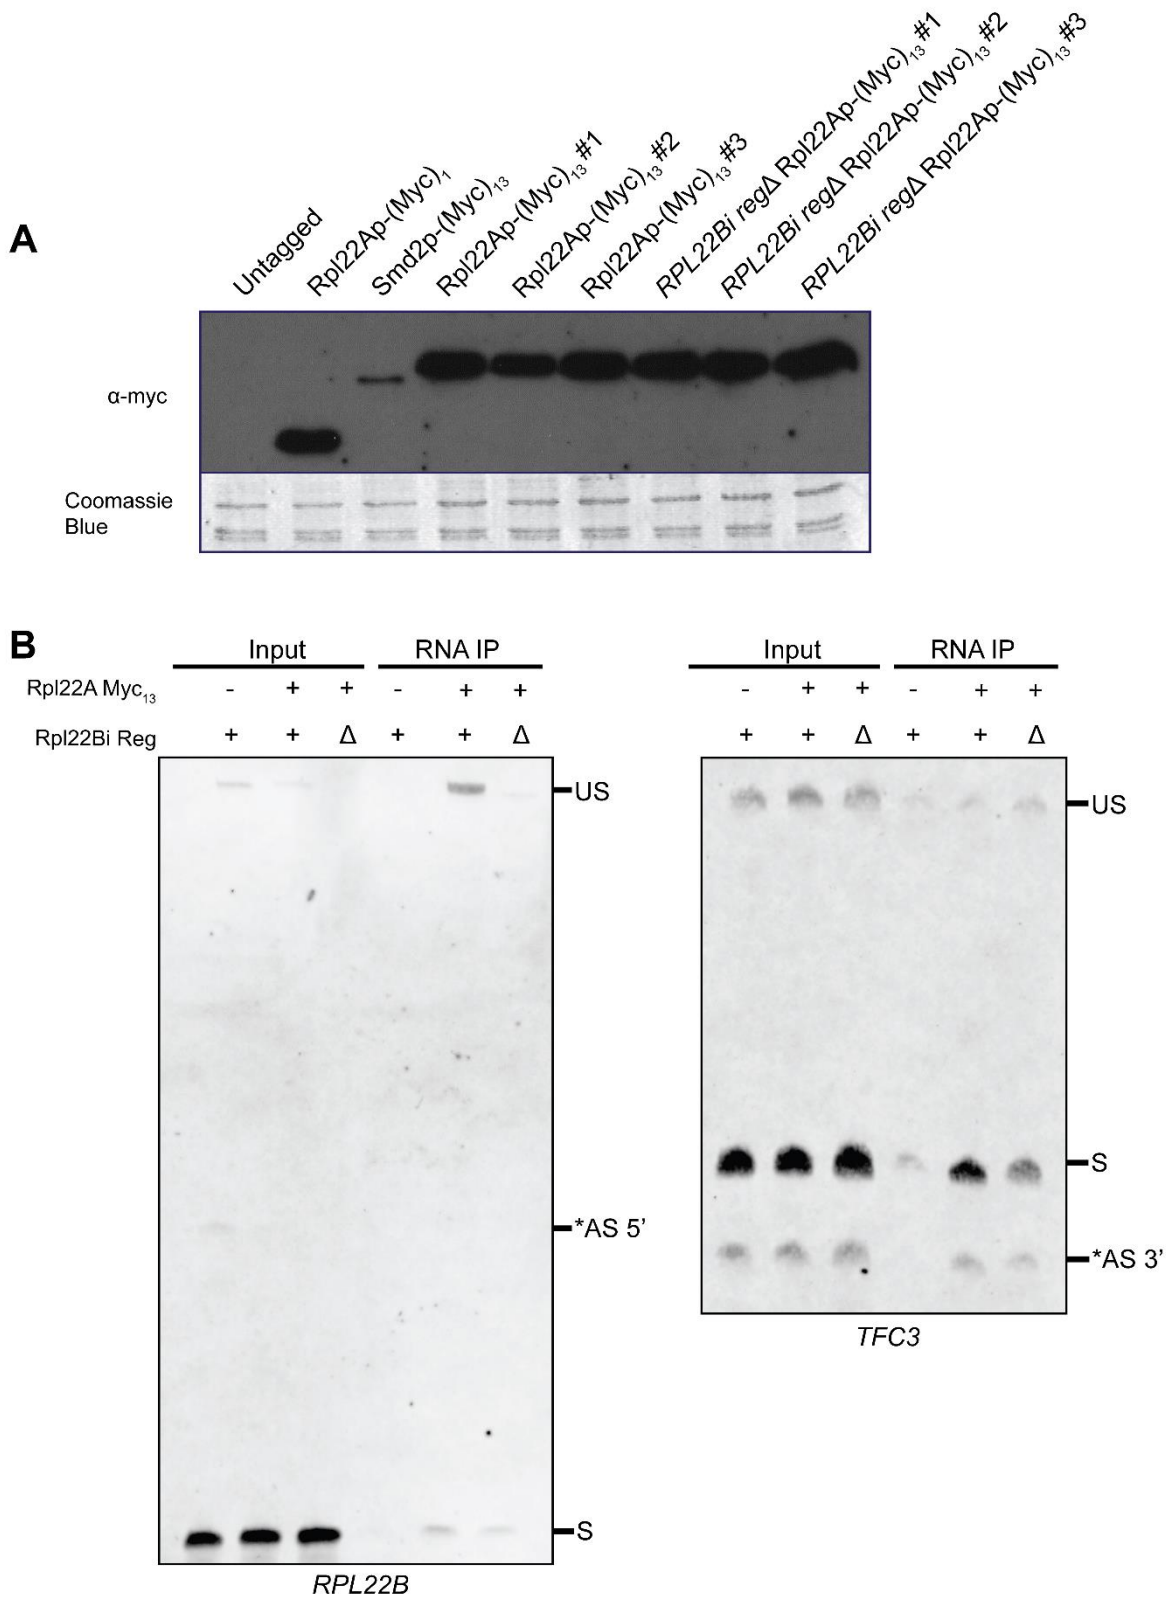 A
Untagged
Rpl22Ap-(Myc)₁
Smd2p-(Myc)₁₃
Rpl22Ap-(Myc)₁₃ #1
Rpl22Ap-(Myc)₁₃ #2
Rpl22Ap-(Myc)₁₃ #3
RPL22Bi regΔ Rpl22Ap-(Myc)₁₃ #1
RPL22Bi regΔ Rpl22Ap-(Myc)₁₃ #2
RPL22Bi regΔ Rpl22Ap-(Myc)₁₃ #3
α-myc
Coomassie
Blue
B
Input RNA IP Input RNA IP
Rpl22A Myc₁₃ - + + - + + - + + - + +
Rpl22Bi Reg + + Δ + + Δ + + Δ + + Δ
US
US
S
*AS 5’
*AS 3’
TFC3
S
RPL22B